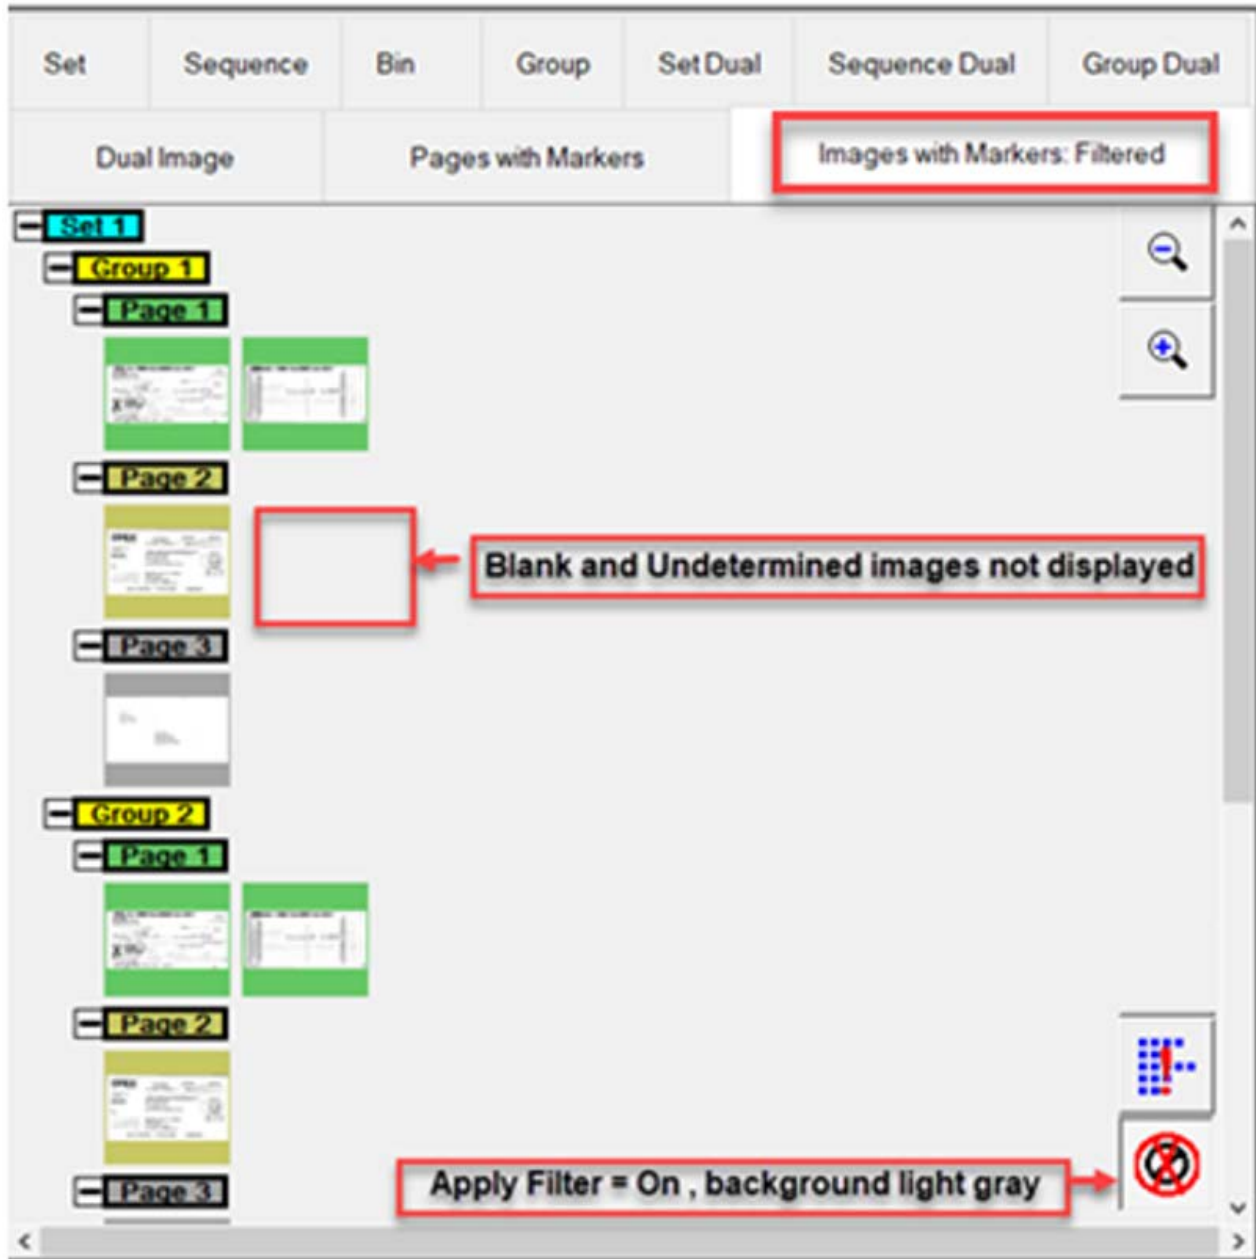 Set Sequence Bin Group Set Dual Sequence Dual Group Dual
Dual Image Pages with Markers Images with Markers: Filtered
Set 1
Group 1
Page 1
Page 2
Blank and Undetermined images not displayed
Page 3
Group 2
Page 1
Page 2
Apply Filter = On , background light gray
Page 3